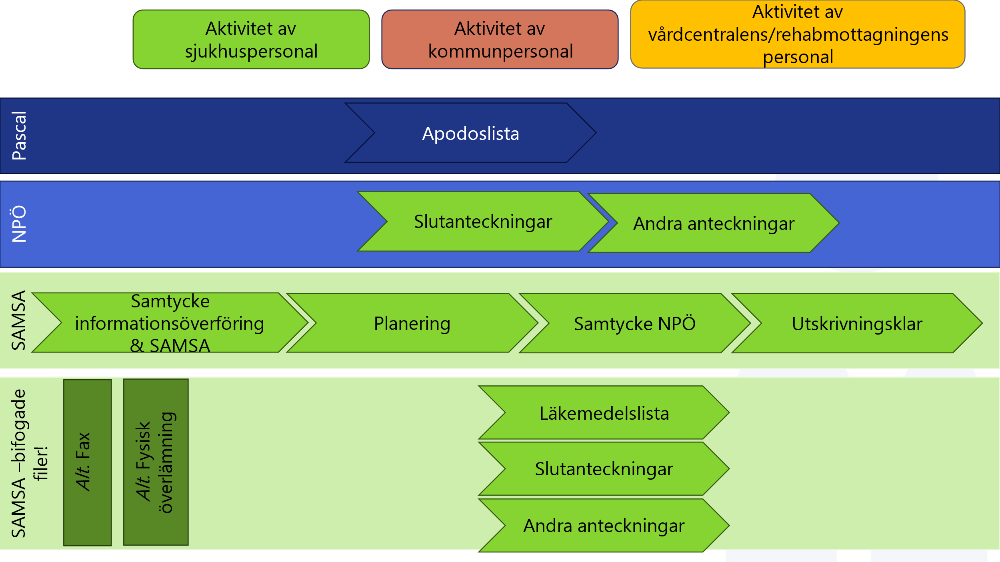 Aktivitet av
sjukhuspersonal
Aktivitet av
kommunpersonal
Aktivitet av
vårdcentralens/rehabmottagningens
personal
Pascal
Apodoslista
NPÖ
Slutanteckningar
Andra anteckningar
SAMSA
Samtycke
informationsöverföring
& SAMSA
Planering
Samtycke NPÖ
Utskrivningsklar
SAMSA –bifogade
filer!
Alt. Fax
Alt. Fysisk
överlämning
Läkemedelslista
Slutanteckningar
Andra anteckningar